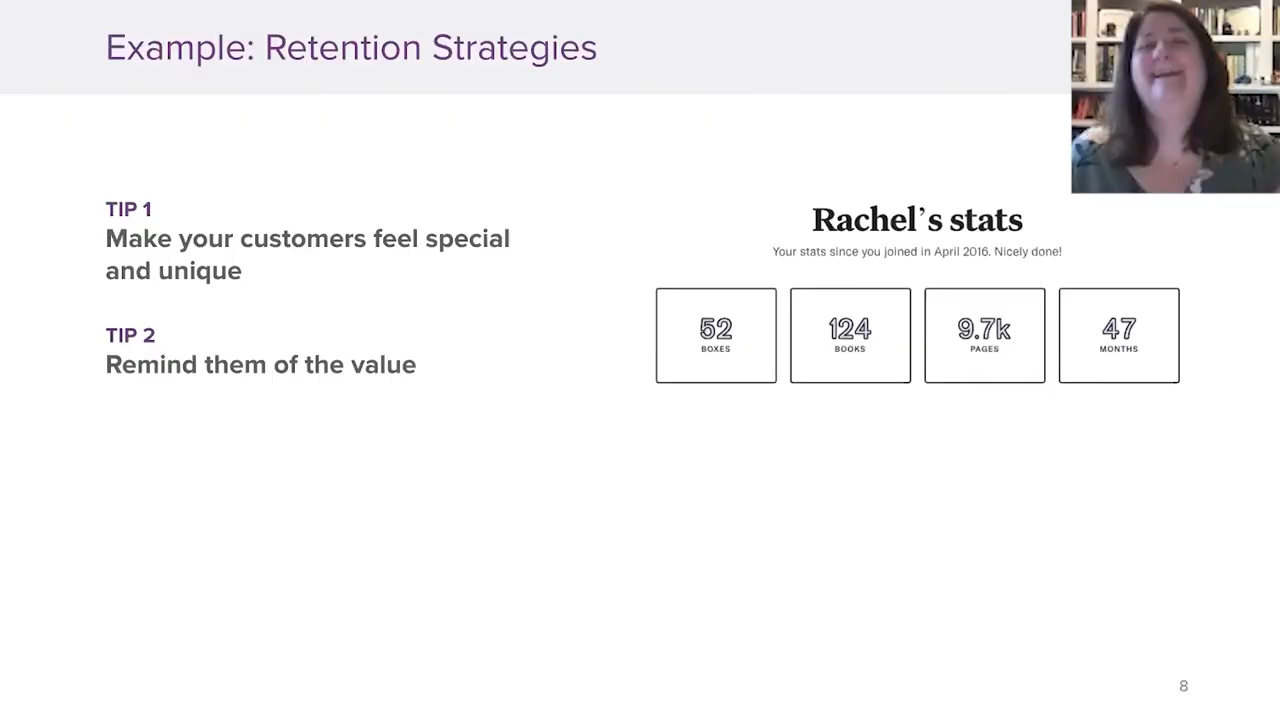 Example: Retention Strategies
TIP 1
Make your customers feel special
and unique
TIP 2
Remind them of the value
Rachel’s stats
Your stats since you joined in April 2016. Nicely done!
52
BOXES
124
BOOKS
9.7k
PAGES
47
MONTHS
8